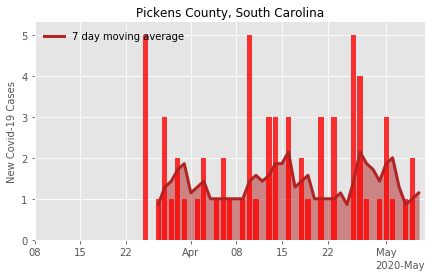 Pickens County, South Carolina
7 day moving average
New Covid-19 Cases
5
4
3
2
1
0
08 15 22 Apr 08 15 22 May
2020-May